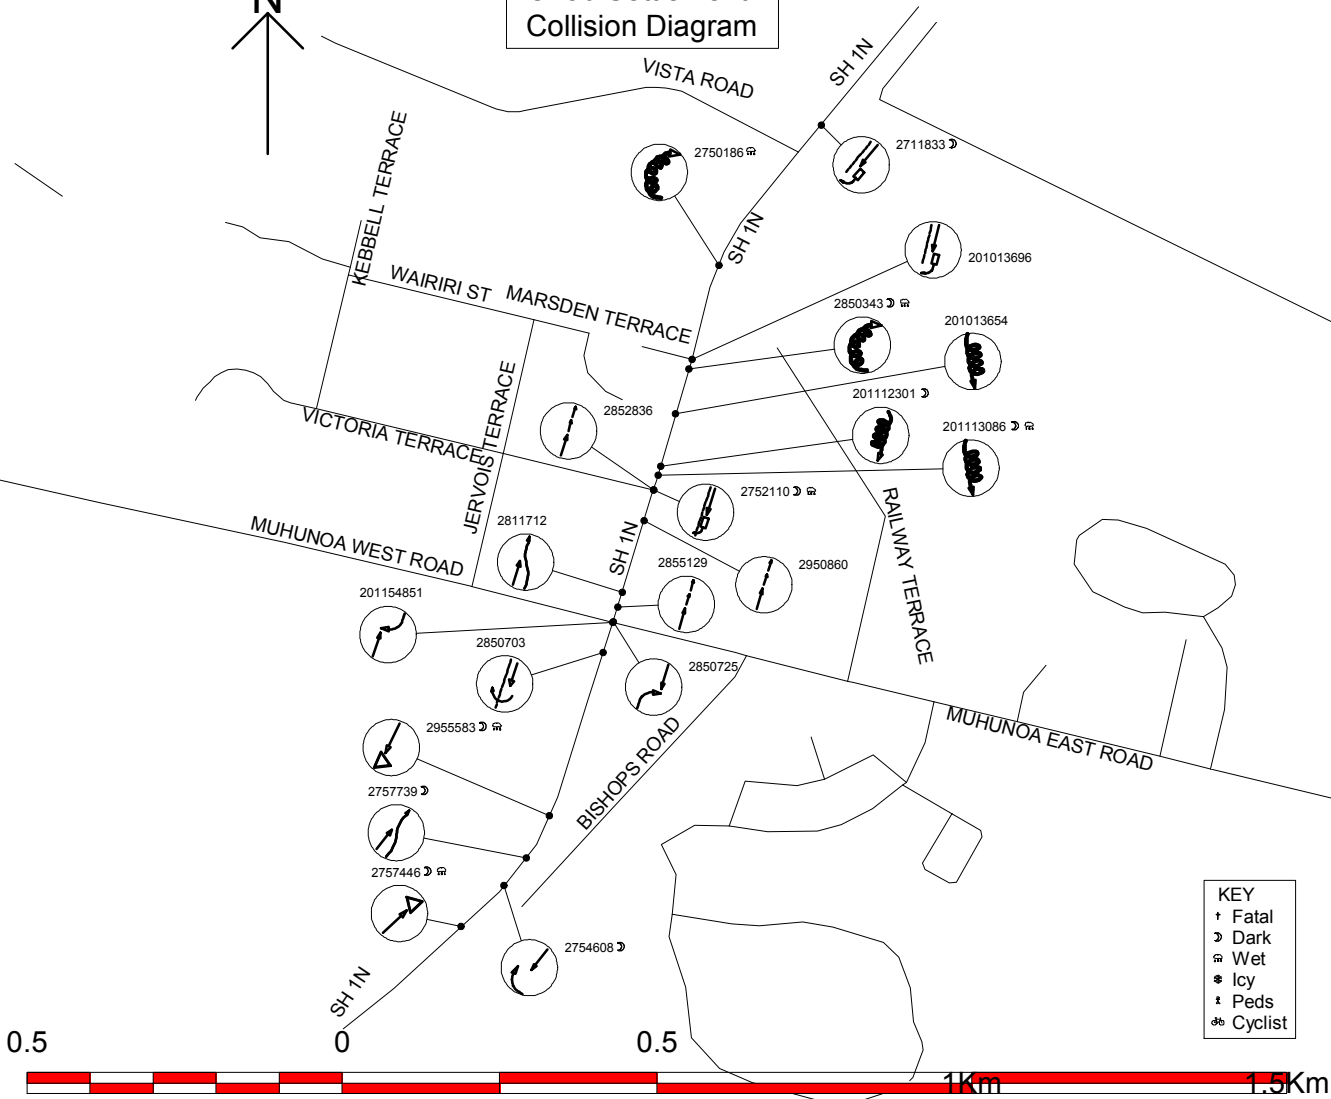 N
Collision Diagram
SH 1N
VISTA ROAD
2711833
2750186
KEBBELL TERRACE
SH 1N
201013696
WAIRIRI ST
MARSDEN TERRACE
2850343
201013654
JERVOIS TERRACE
201112301
2852836
VICTORIA TERRACE
201113086
2752110
RAILWAY TERRACE
2811712
MUHUNOA WEST ROAD
SH 1N
2855129
2950860
201154851
2850703
2850725
2955583
MUHUNOA EAST ROAD
BISHOPS ROAD
2757739
2757446
2754608
SH 1N
KEY
Fatal
Dark
Wet
Icy
Peds
Cyclist
0.5 0 0.5
1Km 1.5Km